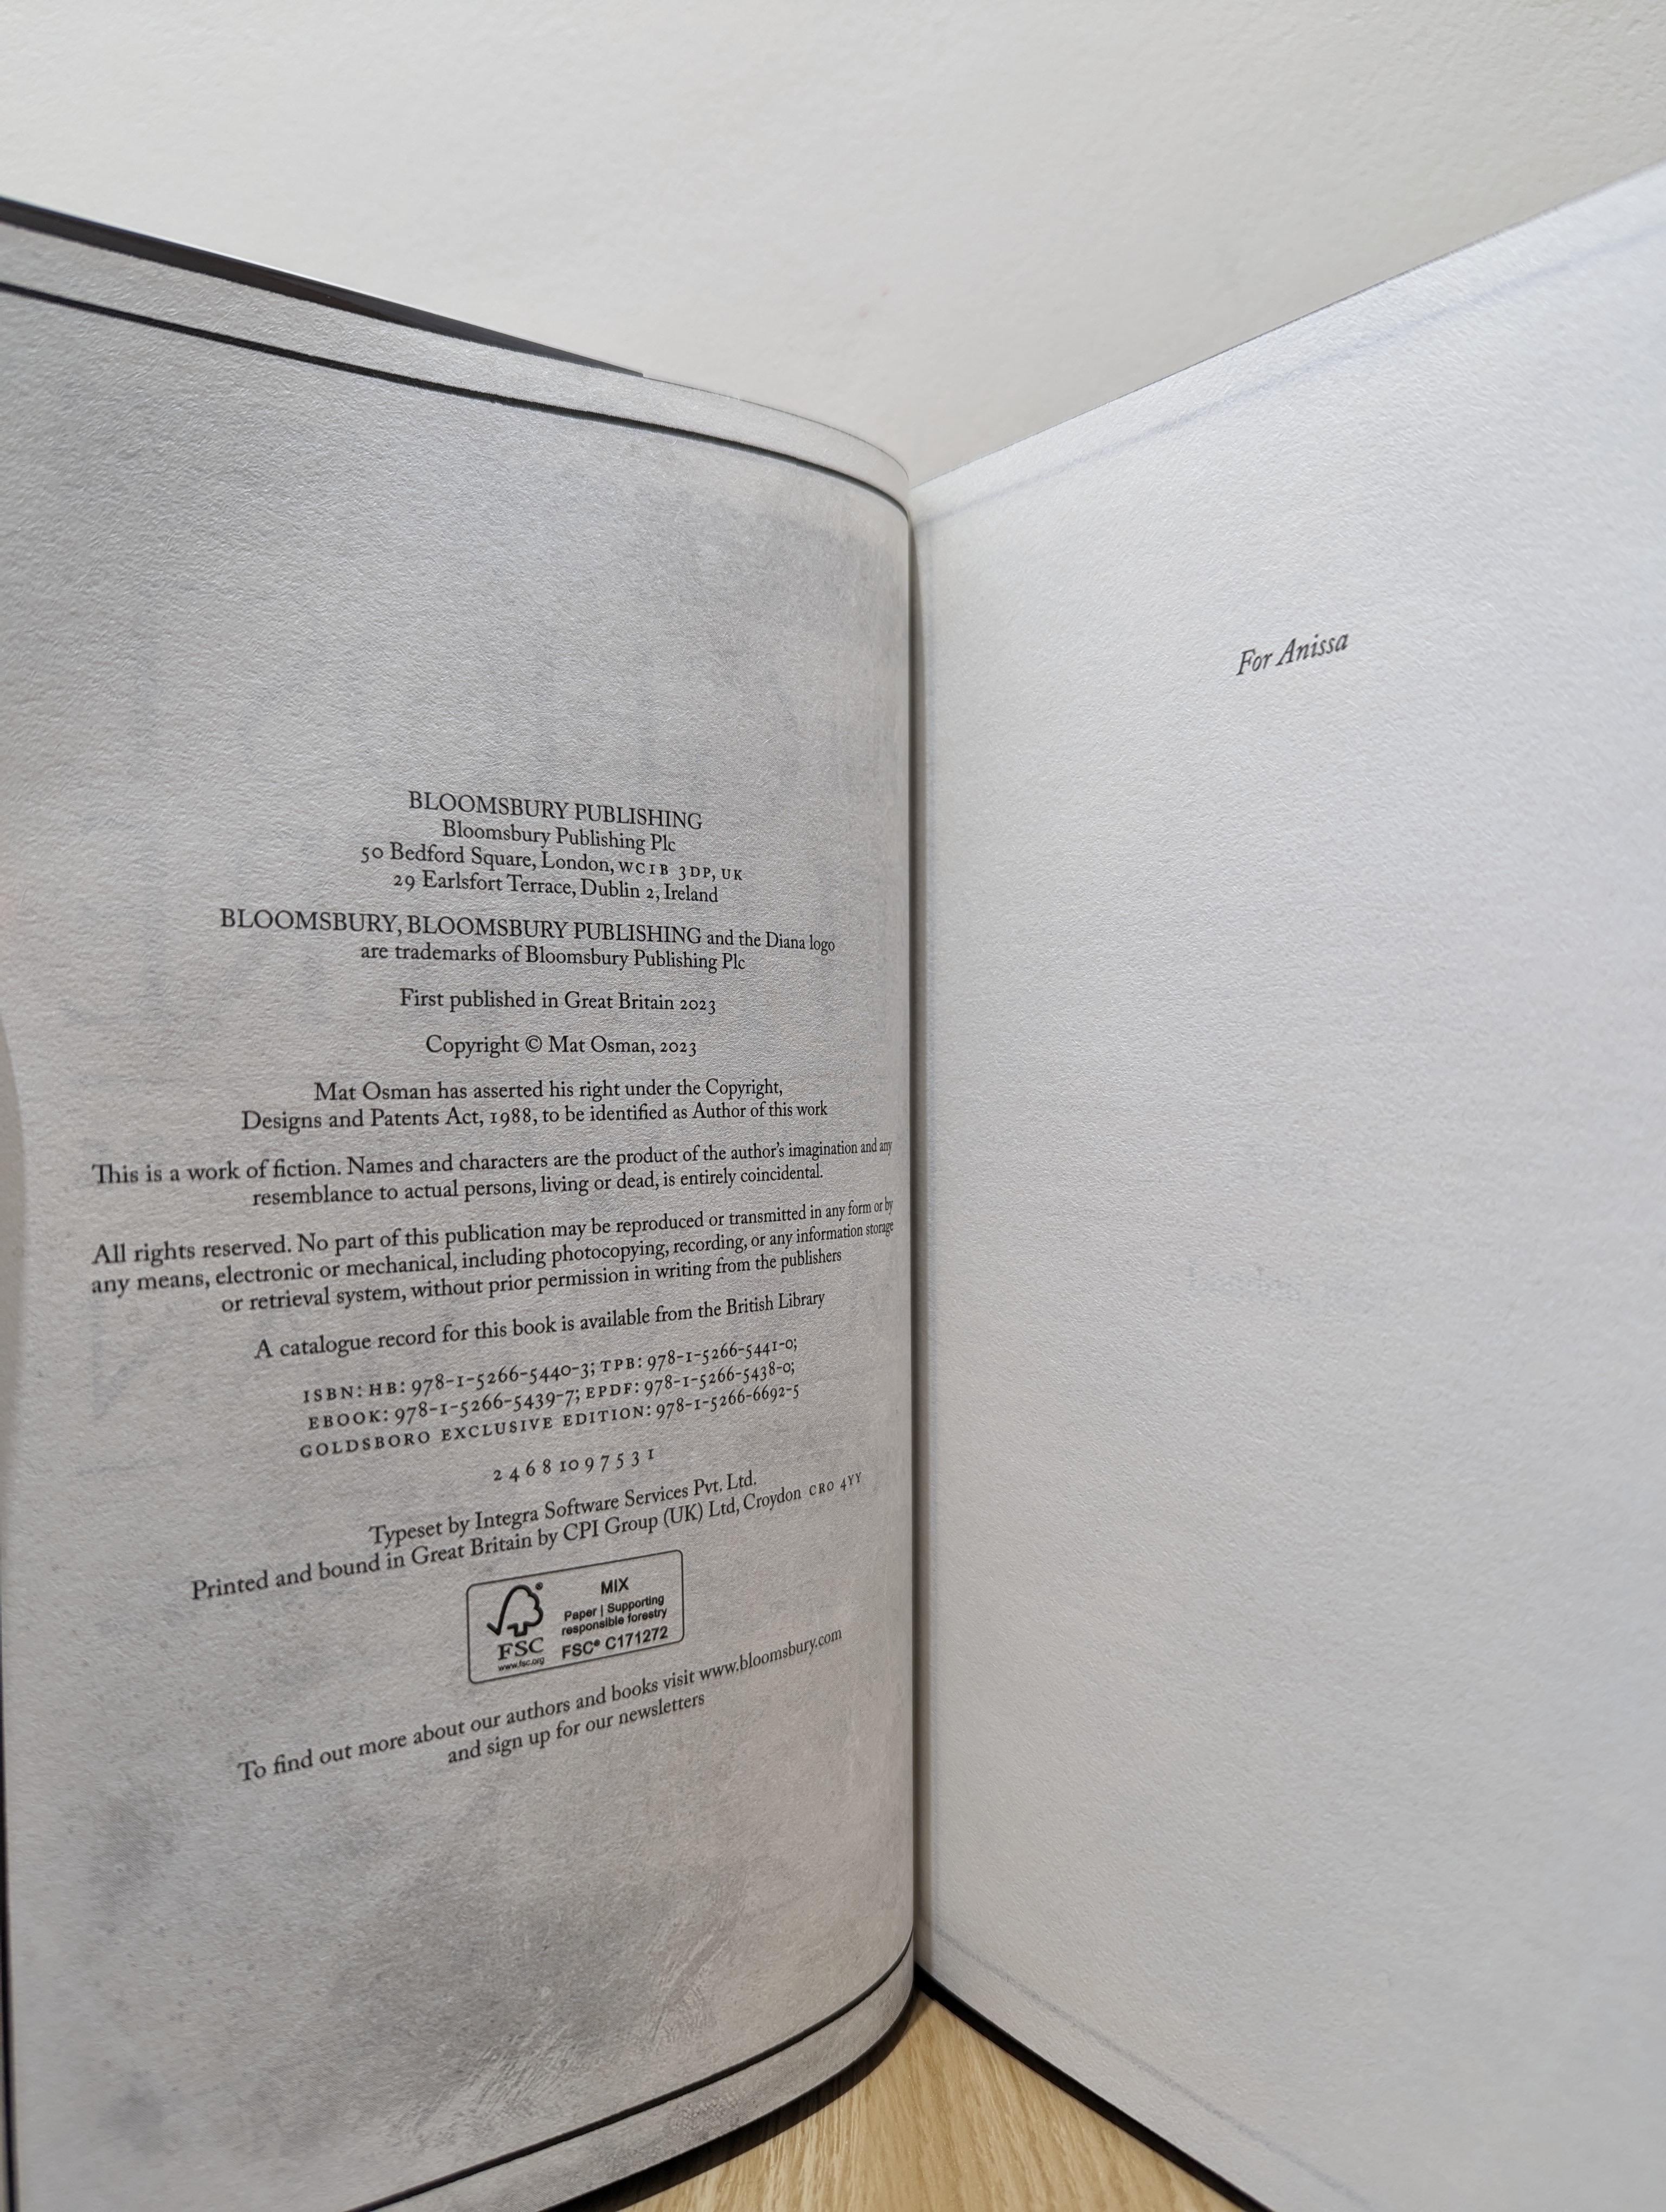 BLOOMSBURY PUBLISHING
Bloomsbury Publishing Plc
50 Bedford Square, London, WC1B 3DP, UK
29 Earlsfort Terrace, Dublin 2, Ireland
BLOOMSBURY, BLOOMSBURY PUBLISHING and the Diana logo
are trademarks of Bloomsbury Publishing Plc
First published in Great Britain 2023
Copyright © Mat Osman, 2023
Mat Osman has asserted his right under the Copyright,
Designs and Patents Act, 1988, to be identified as Author of this work
This is a work of fiction. Names and characters are the product of the author's imagination and any
resemblance to actual persons, living or dead, is entirely coincidental.
All rights reserved. No part of this publication may be reproduced or transmitted in any form or by
any means, electronic or mechanical, including photocopying, recording, or any information storage
or retrieval system, without prior permission in writing from the publishers
A catalogue record for this book is available from the British Library
ISBN: HB: 978-1-5266-5440-3; TPB: 978-1-5266-5441-0;
EBOOK: 978-1-5266-5439-7; EPDF: 978-1-5266-5438-0;
GOLDSBORO EXCLUSIVE EDITION: 978-1-5266-6692-5
2 4 6 8 10 9 7 5 3 1
Typeset by Integra Software Services Pvt. Ltd.
Printed and bound in Great Britain by CPI Group (UK) Ltd, Croydon CR0 4YY
MIX
Paper | Supporting
responsible forestry
FSC® C171272
FSC
www.fsc.org
To find out more about our authors and books visit www.bloomsbury.com
and sign up for our newsletters
For Anissa